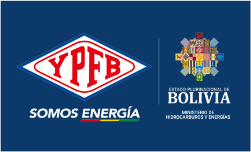 YPFB
SOMOS ENERGÍA
ESTADO PLURINACIONAL DE
BOLIVIA
MINISTERIO DE
HIDROCARBUROS Y ENERGÍAS